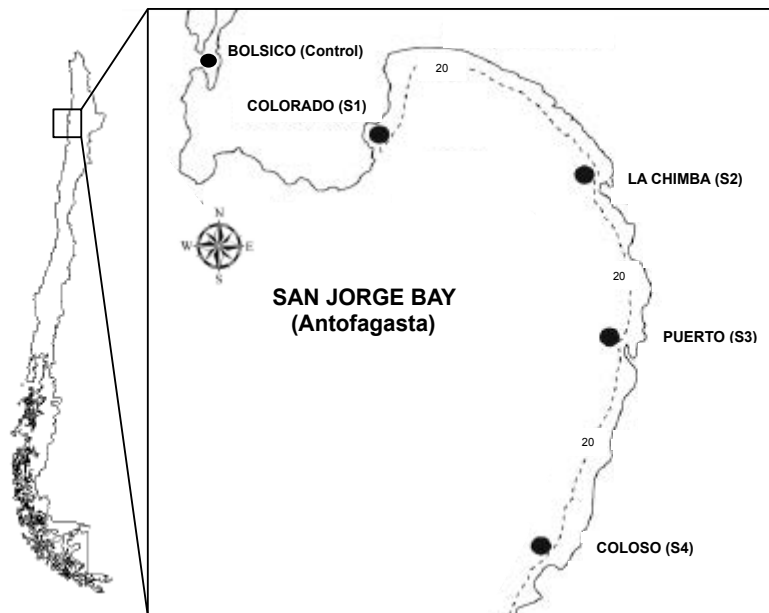 BOLSICO (Control)
20
COLORADO (S1)
LA CHIMBA (S2)
N
W E
S
20
SAN JORGE BAY
(Antofagasta)
PUERTO (S3)
20
COLOSO (S4)